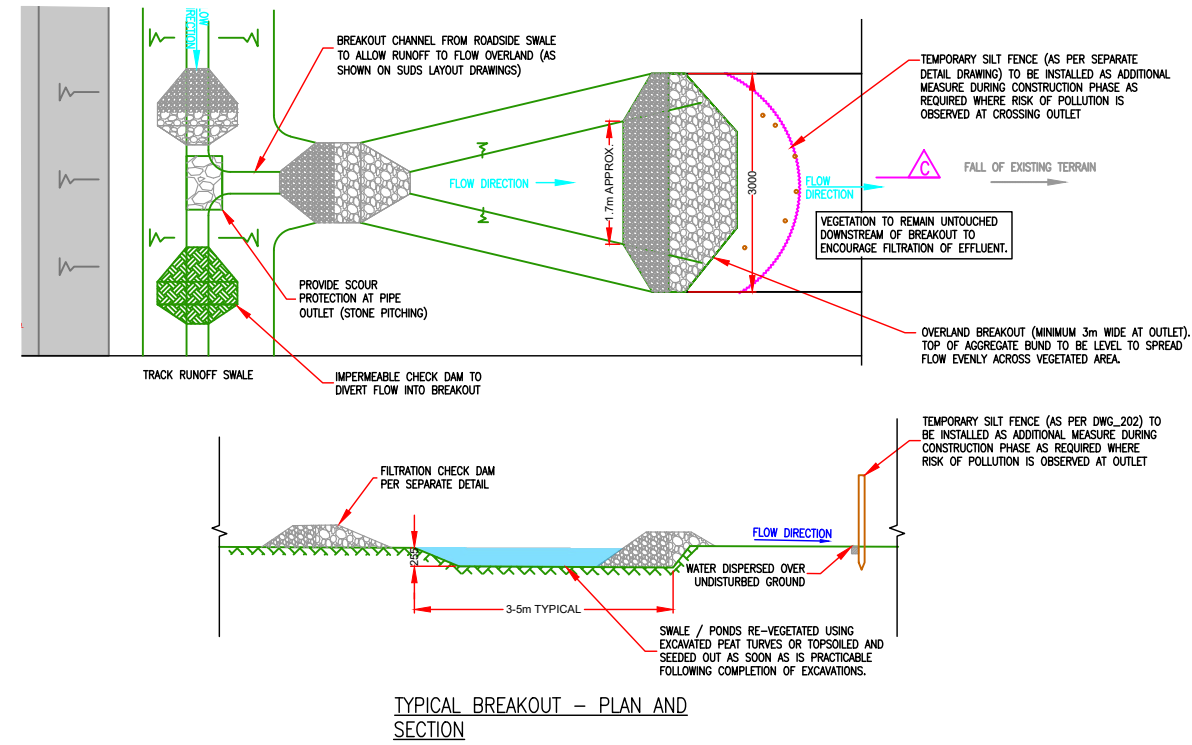 LOW
RECTION
BREAKOUT CHANNEL FROM ROADSIDE SWALE
TO ALLOW RUNOFF TO FLOW OVERLAND (AS
SHOWN ON SUDS LAYOUT DRAWINGS)
TEMPORARY SILT FENCE (AS PER SEPARATE
DETAIL DRAWING) TO BE INSTALLED AS ADDITIONAL
MEASURE DURING CONSTRUCTION PHASE AS
REQUIRED WHERE RISK OF POLLUTION IS
OBSERVED AT CROSSING OUTLET
FLOW DIRECTION
1.7m APPROX.
3000
FLOW
DIRECTION
C
FALL OF EXISTING TERRAIN
VEGETATION TO REMAIN UNTOUCHED
DOWNSTREAM OF BREAKOUT TO
ENCOURAGE FILTRATION OF EFFLUENT.
PROVIDE SCOUR
PROTECTION AT PIPE
OUTLET (STONE PITCHING)
OVERLAND BREAKOUT (MINIMUM 3m WIDE AT OUTLET).
TOP OF AGGREGATE BUND TO BE LEVEL TO SPREAD
FLOW EVENLY ACROSS VEGETATED AREA.
TRACK RUNOFF SWALE
IMPERMEABLE CHECK DAM TO
DIVERT FLOW INTO BREAKOUT
TEMPORARY SILT FENCE (AS PER DWG_202) TO
BE INSTALLED AS ADDITIONAL MEASURE DURING
CONSTRUCTION PHASE AS REQUIRED WHERE
RISK OF POLLUTION IS OBSERVED AT OUTLET
FILTRATION CHECK DAM
PER SEPARATE DETAIL
255
FLOW DIRECTION
WATER DISPERSED OVER
UNDISTURBED GROUND
3-5m TYPICAL
SWALE / PONDS RE-VEGETATED USING
EXCAVATED PEAT TURVES OR TOPSOILED AND
SEEDED OUT AS SOON AS IS PRACTICABLE
FOLLOWING COMPLETION OF EXCAVATIONS.
TYPICAL BREAKOUT – PLAN AND
SECTION